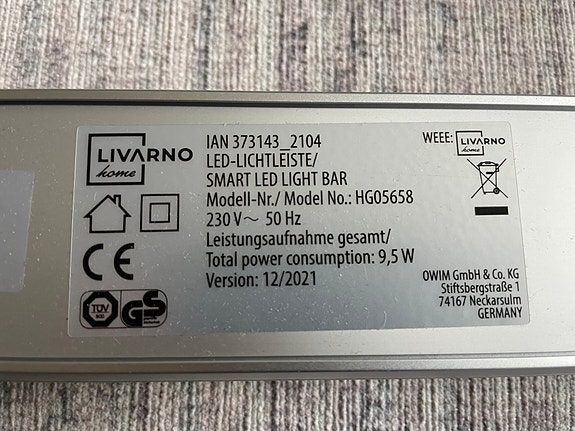 LIVARNO
home
IAN 373143_2104
LED-LICHTLEISTE/
SMART LED LIGHT BAR
Modell-Nr./ Model No.: HG05658
230 V～ 50 Hz
Leistungsaufnahme gesamt/
Total power consumption: 9,5 W
Version: 12/2021
CE
TÜV
GS
WEEE:
LIVARNO
home
OWIM GmbH & Co. KG
Stiftsbergstraße 1
74167 Neckarsulm
GERMANY